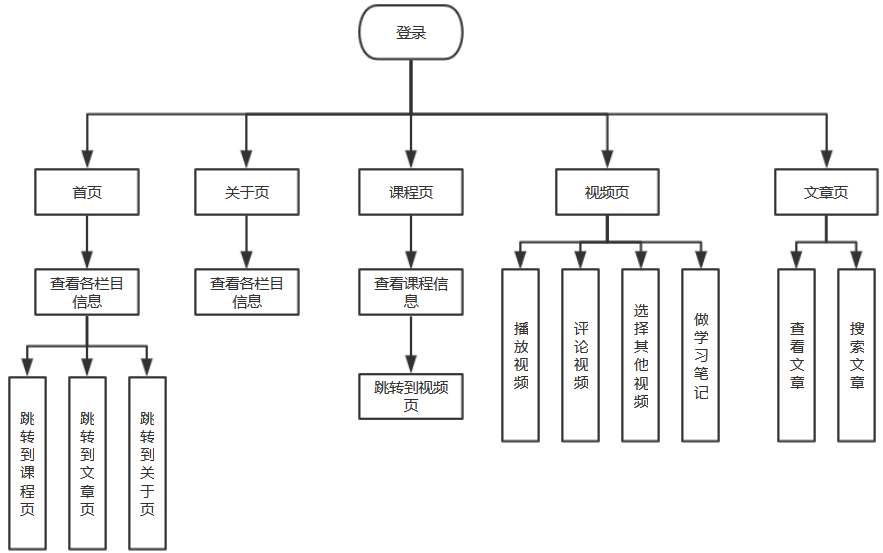 登录
首页
关于页
课程页
视频页
文章页
查看各栏目
信息
查看各栏目
信息
查看课程信
息
播放视频
评论视频
选择其他视频
做学习笔记
查看文章
搜索文章
跳转到视频
页
跳转到课程页
跳转到文章页
跳转到关于页